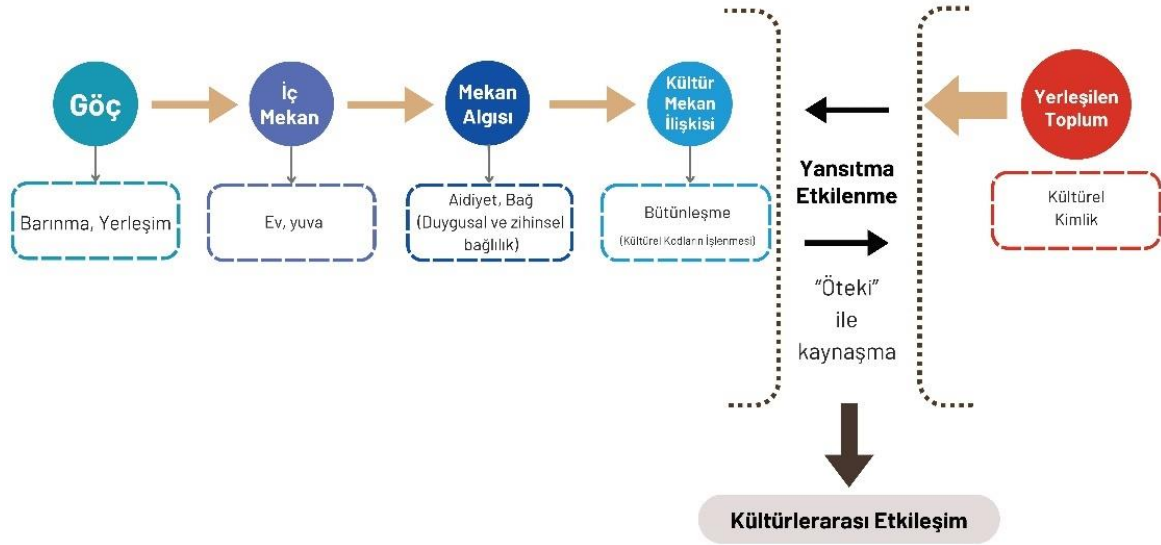 Göç
Barınma, Yerleşim
İç
Mekan
Ev, yuva
Mekan
Algısı
Aidiyet, Bağ
(Duygusal ve zihinsel
bağlılık)
Kültür
Mekan
İlişkisi
Bütünleşme
(Kültürel Kodların İşlenmesi)
Yansıtma
Etkilenme
“Öteki”
ile
kaynaşma
Yerleşilen
Toplum
Kültürel
Kimlik
Kültürlerarası Etkileşim